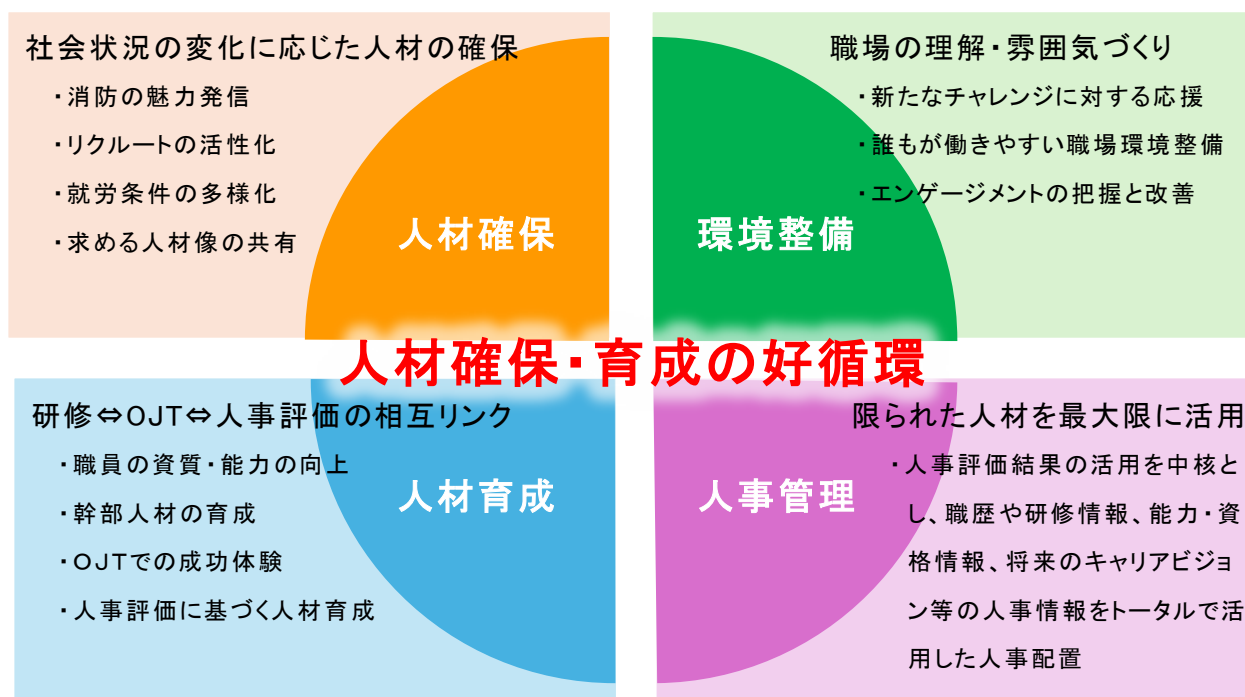 社会状況の変化に応じた人材の確保
・消防の魅力発信
・リクルートの活性化
・就労条件の多様化
・求める人材像の共有
人材確保
職場の理解・雰囲気づくり
・新たなチャレンジに対する応援
・誰もが働きやすい職場環境整備
・エンゲージメントの把握と改善
環境整備
人材確保・育成の好循環
研修⇔OJT⇔人事評価の相互リンク
・職員の資質・能力の向上
・幹部人材の育成
・OJTでの成功体験
・人事評価に基づく人材育成
人材育成
限られた人材を最大限に活用
・人事評価結果の活用を中核と
し、職歴や研修情報、能力・資
格情報、将来のキャリアビジョ
ン等の人事情報をトータルで活
用した人事配置
人事管理